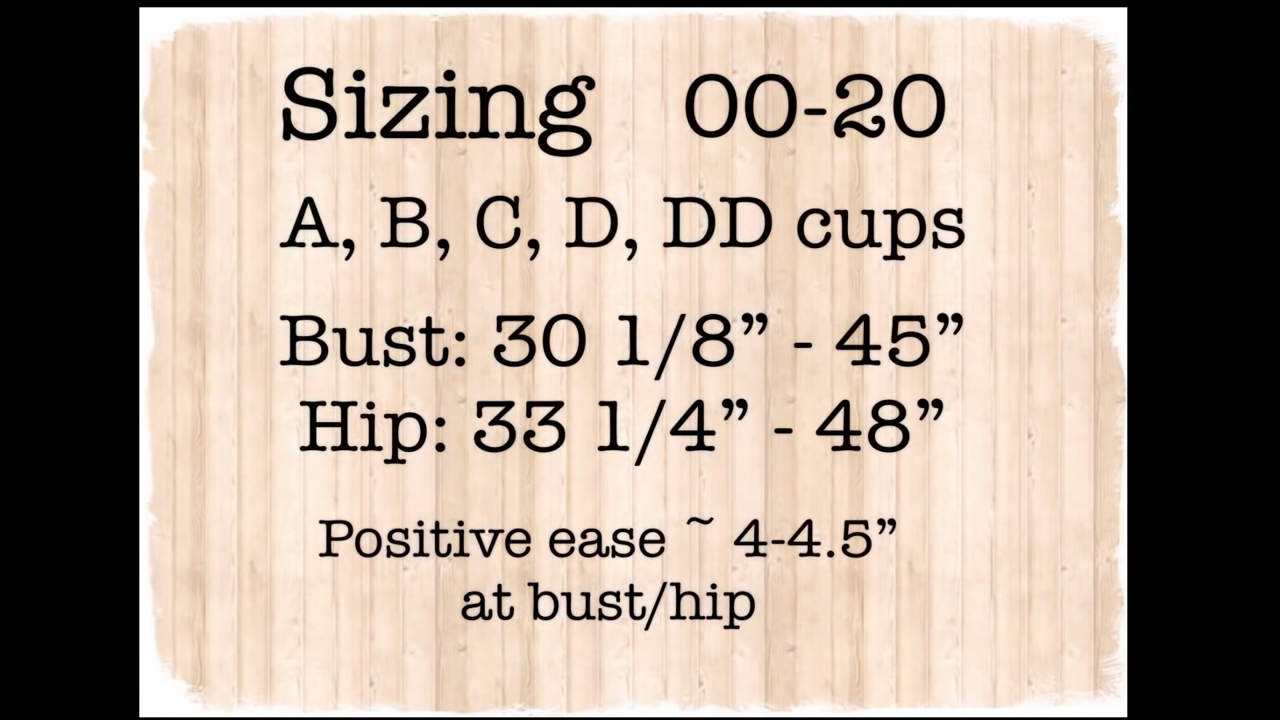 Sizing 00-20
A, B, C, D, DD cups
Bust: 30 1/8” - 45”
Hip: 33 1/4” - 48”
Positive ease ~ 4-4.5”
at bust/hip